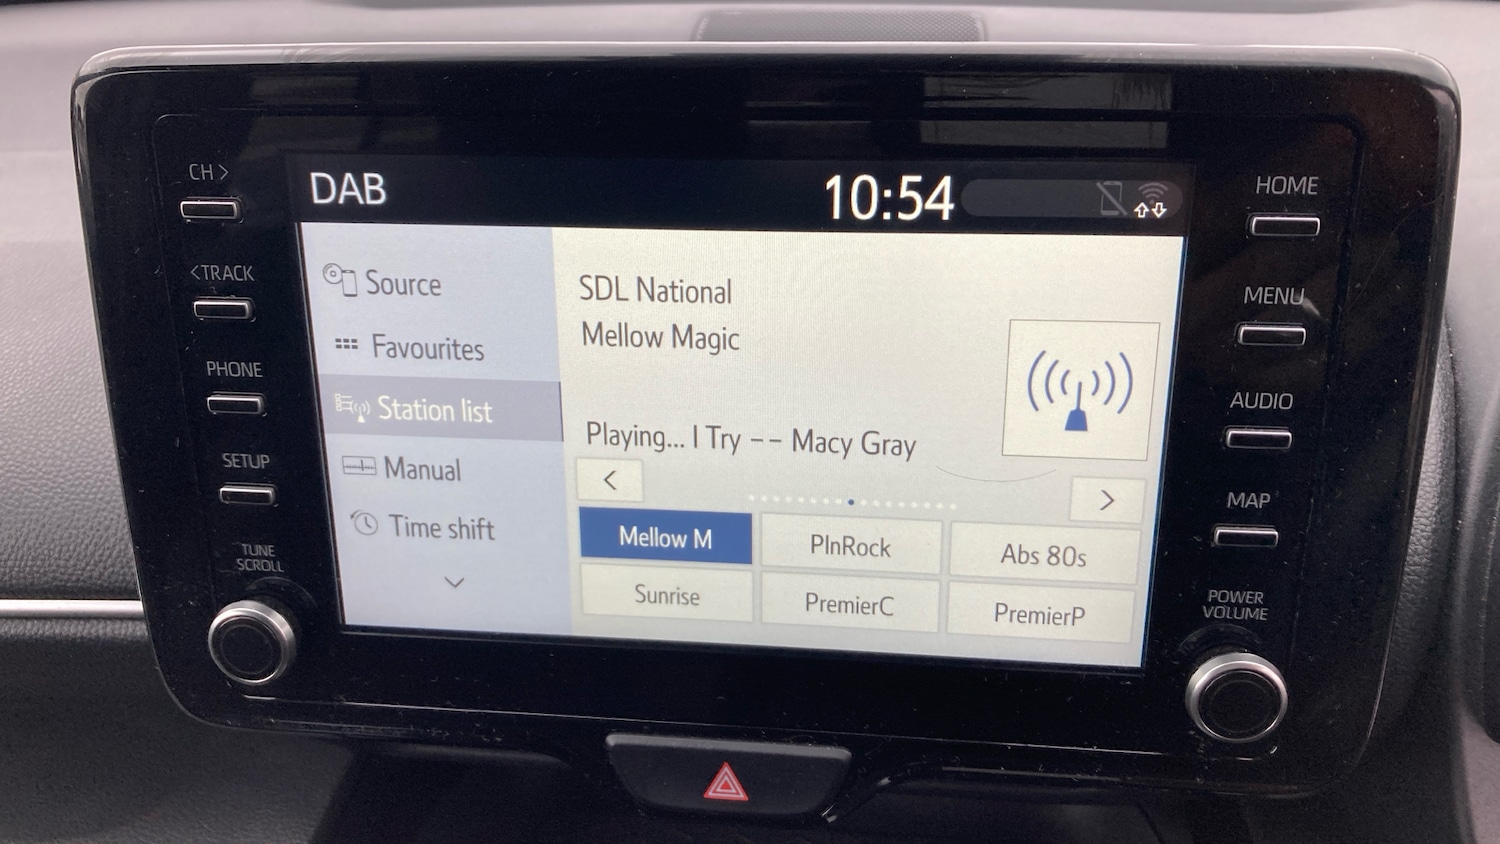 CH>
<TRACK
PHONE
SETUP
TUNE
SCROLL
DAB
10:54
Source
Favourites
Station list
Manual
Time shift
SDL National
Mellow Magic
Playing... I Try -- Macy Gray
<
>
Mellow M
PlnRock
Abs 80s
Sunrise
PremierC
PremierP
HOME
MENU
AUDIO
MAP
POWER
VOLUME